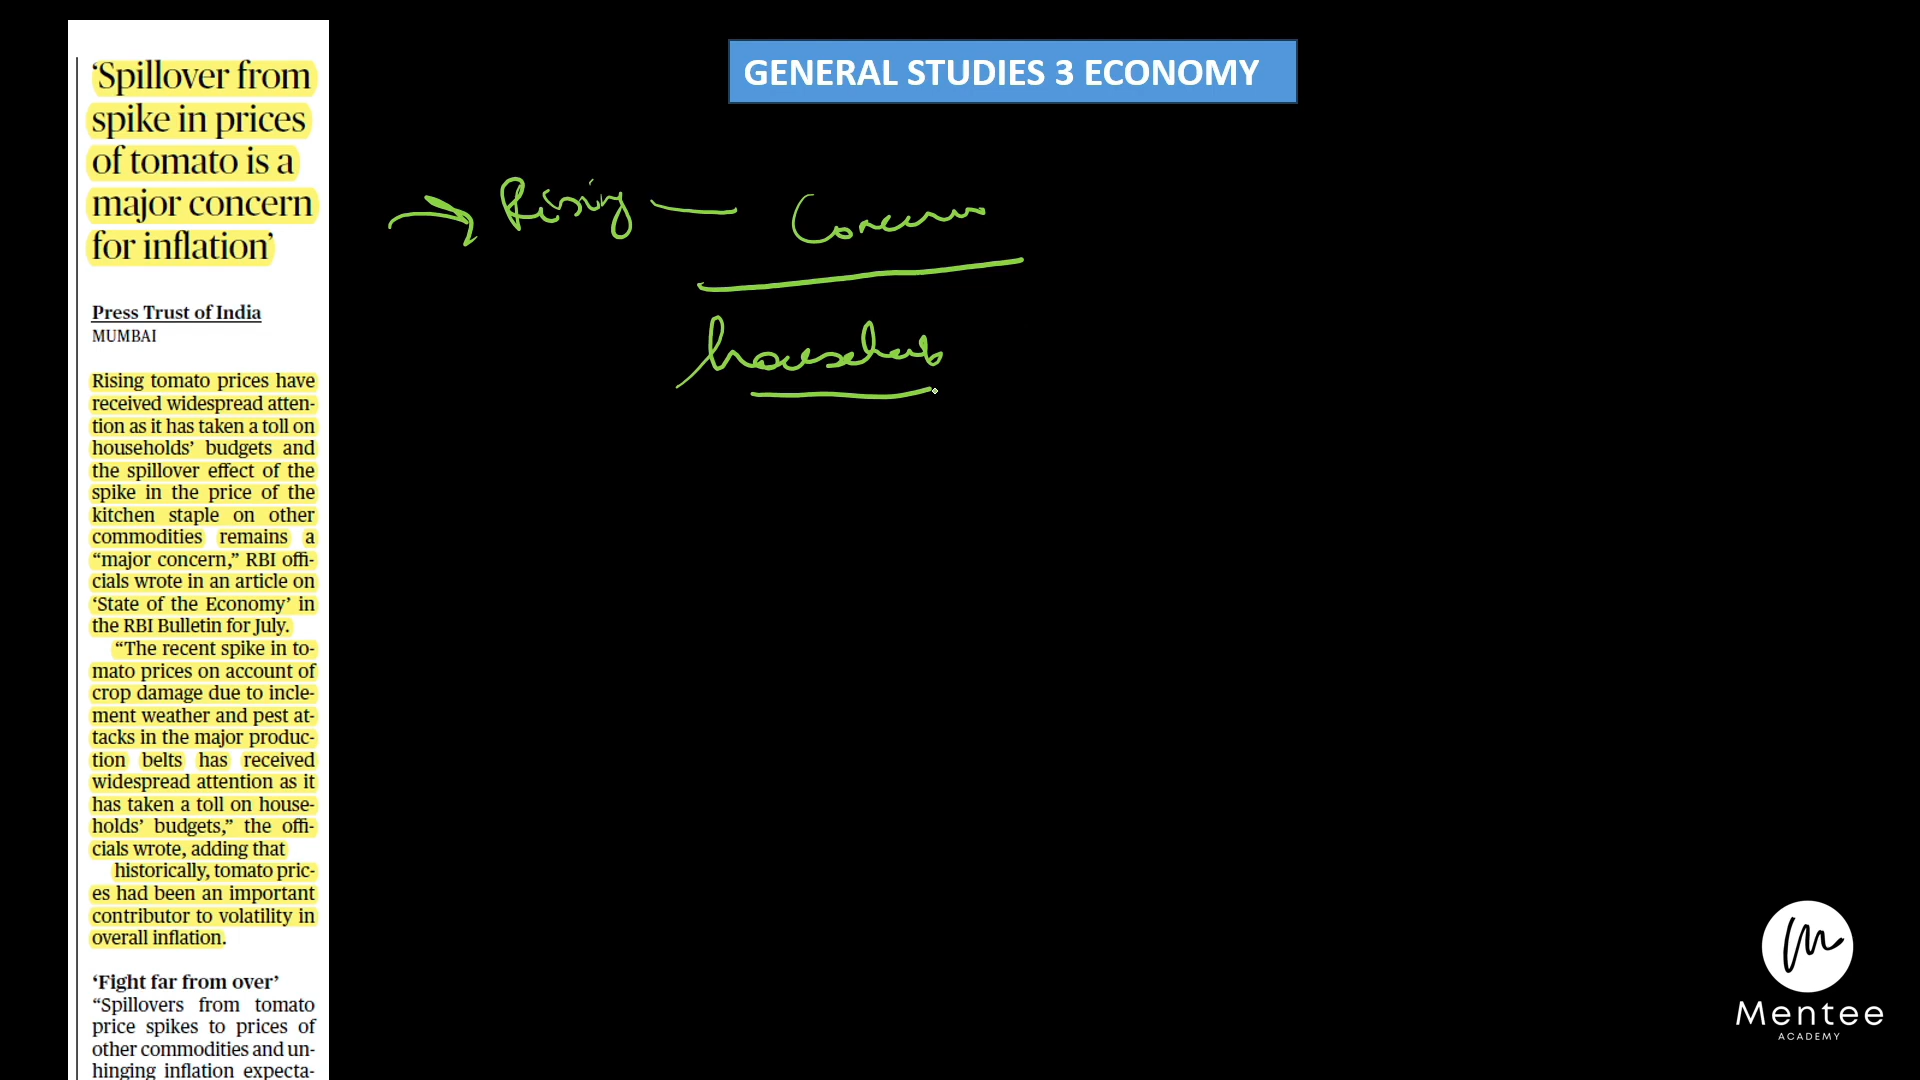 ‘Spillover from
spike in prices
of tomato is a
major concern
for inflation’
Press Trust of India
MUMBAI
Rising tomato prices have
received widespread atten-
tion as it has taken a toll on
households’ budgets and
the spillover effect of the
spike in the price of the
kitchen staple on other
commodities remains a
“major concern,” RBI offi-
cials wrote in an article on
‘State of the Economy’ in
the RBI Bulletin for July.
“The recent spike in to-
mato prices on account of
crop damage due to incle-
ment weather and pest at-
tacks in the major produc-
tion belts has received
widespread attention as it
has taken a toll on house-
holds’ budgets,” the offi-
cials wrote, adding that
historically, tomato pric-
es had been an important
contributor to volatility in
overall inflation.
‘Fight far from over’
“Spillovers from tomato
price spikes to prices of
other commodities and un-
hinging inflation expecta-
GENERAL STUDIES 3 ECONOMY
Rising — Concern
Mentee
ACADEMY